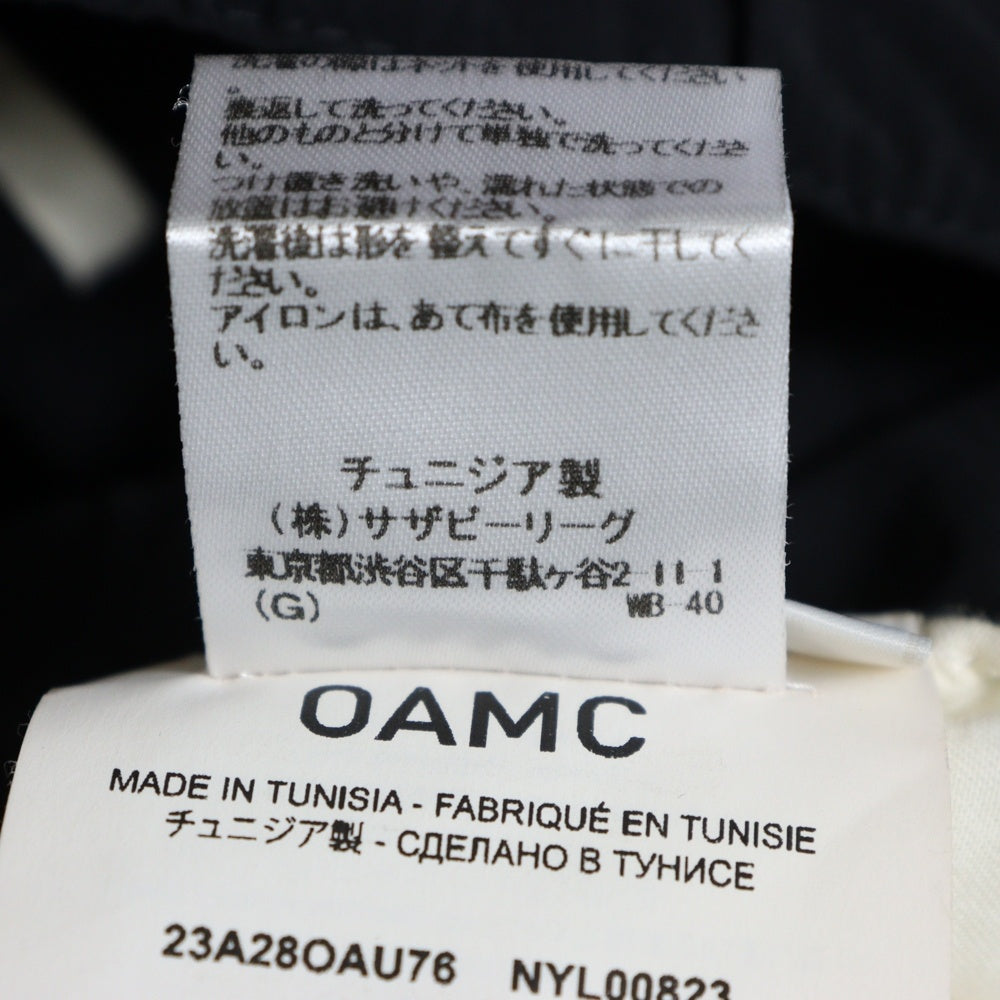 洗濯の際はネットを使用してください
。
裏返して洗ってください。
他のものと分けて単独で洗ってくださ
い。
つけ置き洗いや、濡れた状態での
放置はお避けください。
洗濯後は形を整えてすぐに干してく
ださい。
アイロンは、あて布を使用してくださ
い。
チュニジア製
(株)サザビーリーグ
東京都渋谷区千駄ヶ谷2-11-1
(G) WB-40
OAMC
MADE IN TUNISIA - FABRIQUÉ EN TUNISIE
チュニジア製 - СДЕЛАНО В ТУНИСЕ
23A28OAU76 NYL00823